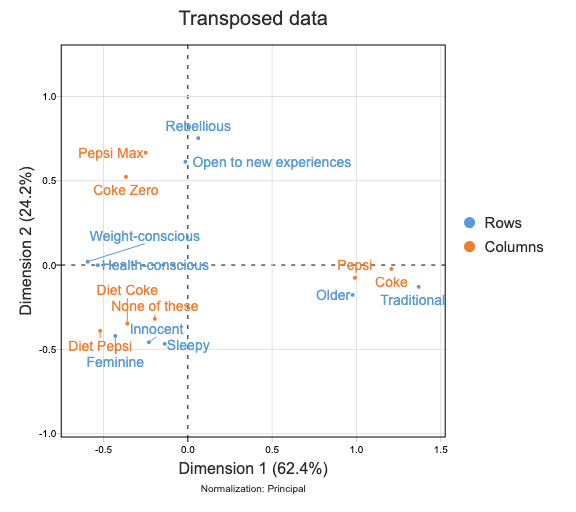 Transposed data
1.0
Rebellious
Pepsi Max
Open to new experiences
0.5
Coke Zero
Rows
Weight-conscious
Columns
0.0
Health-conscious
Pepsi
Coke
Diet Coke
Older
Traditional
None of these
Innocent
Diet Pepsi
Sleepy
-0.5
Feminine
-1.0
Dimension 2 (24.2%)
-0.5
0.0
0.5
1.0
1.5
Dimension 1 (62.4%)
Normalization: Principal